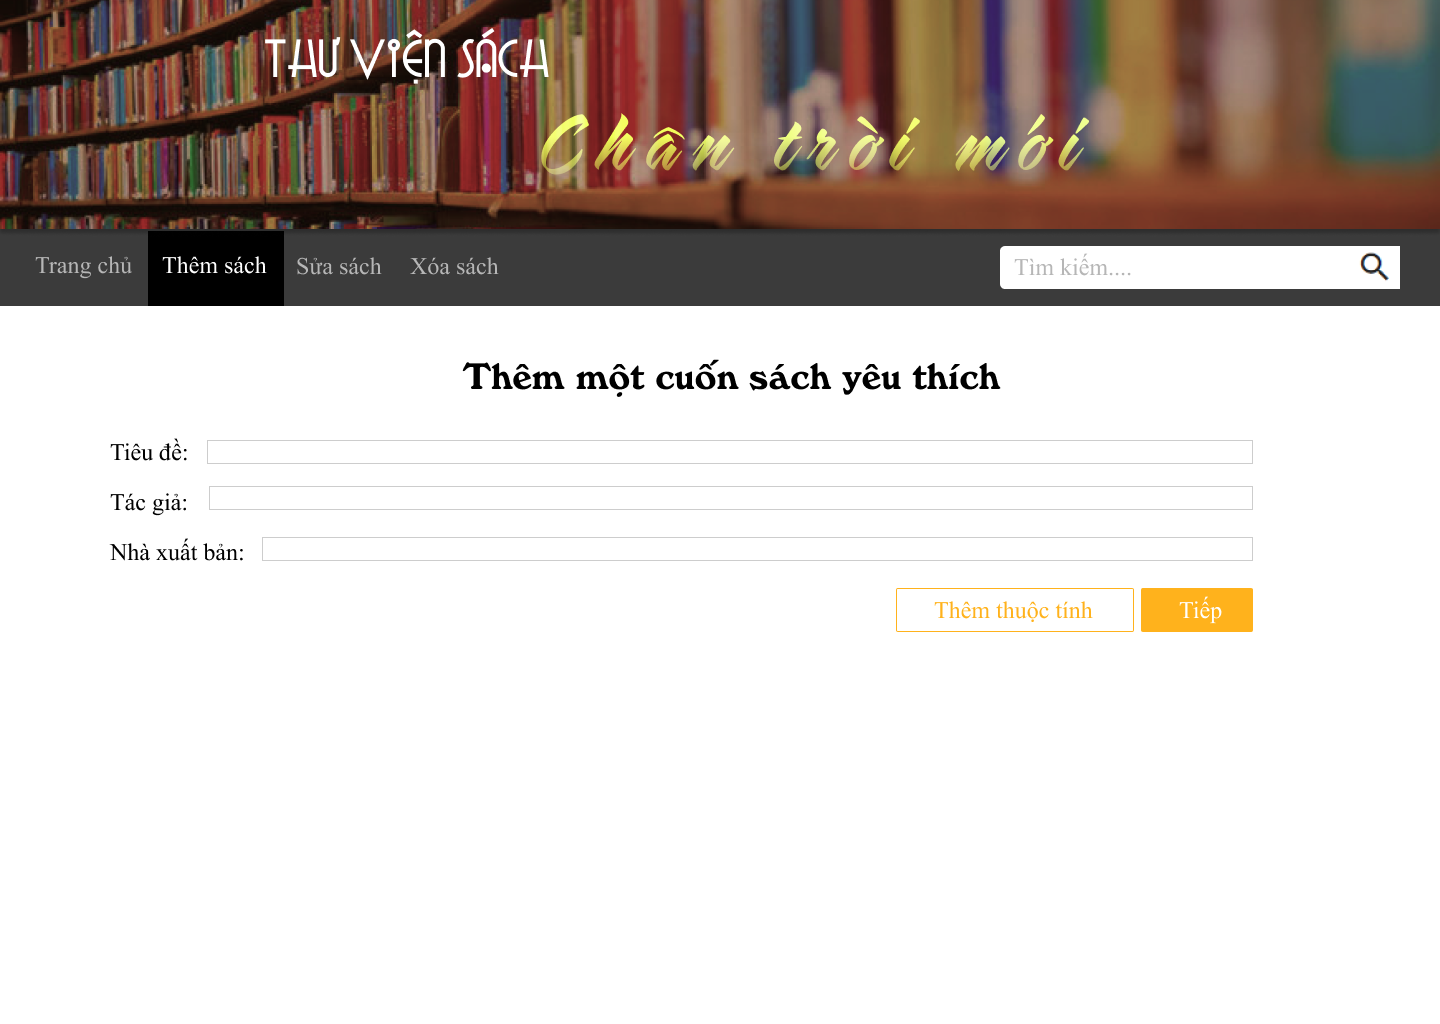 THƯ VIỆN SÁCH
Chân trời mới
Trang chủ Thêm sách Sửa sách Xóa sách Tìm kiếm....
Thêm một cuốn sách yêu thích
Tiêu đề:
Tác giả:
Nhà xuất bản:
Thêm thuộc tính Tiếp